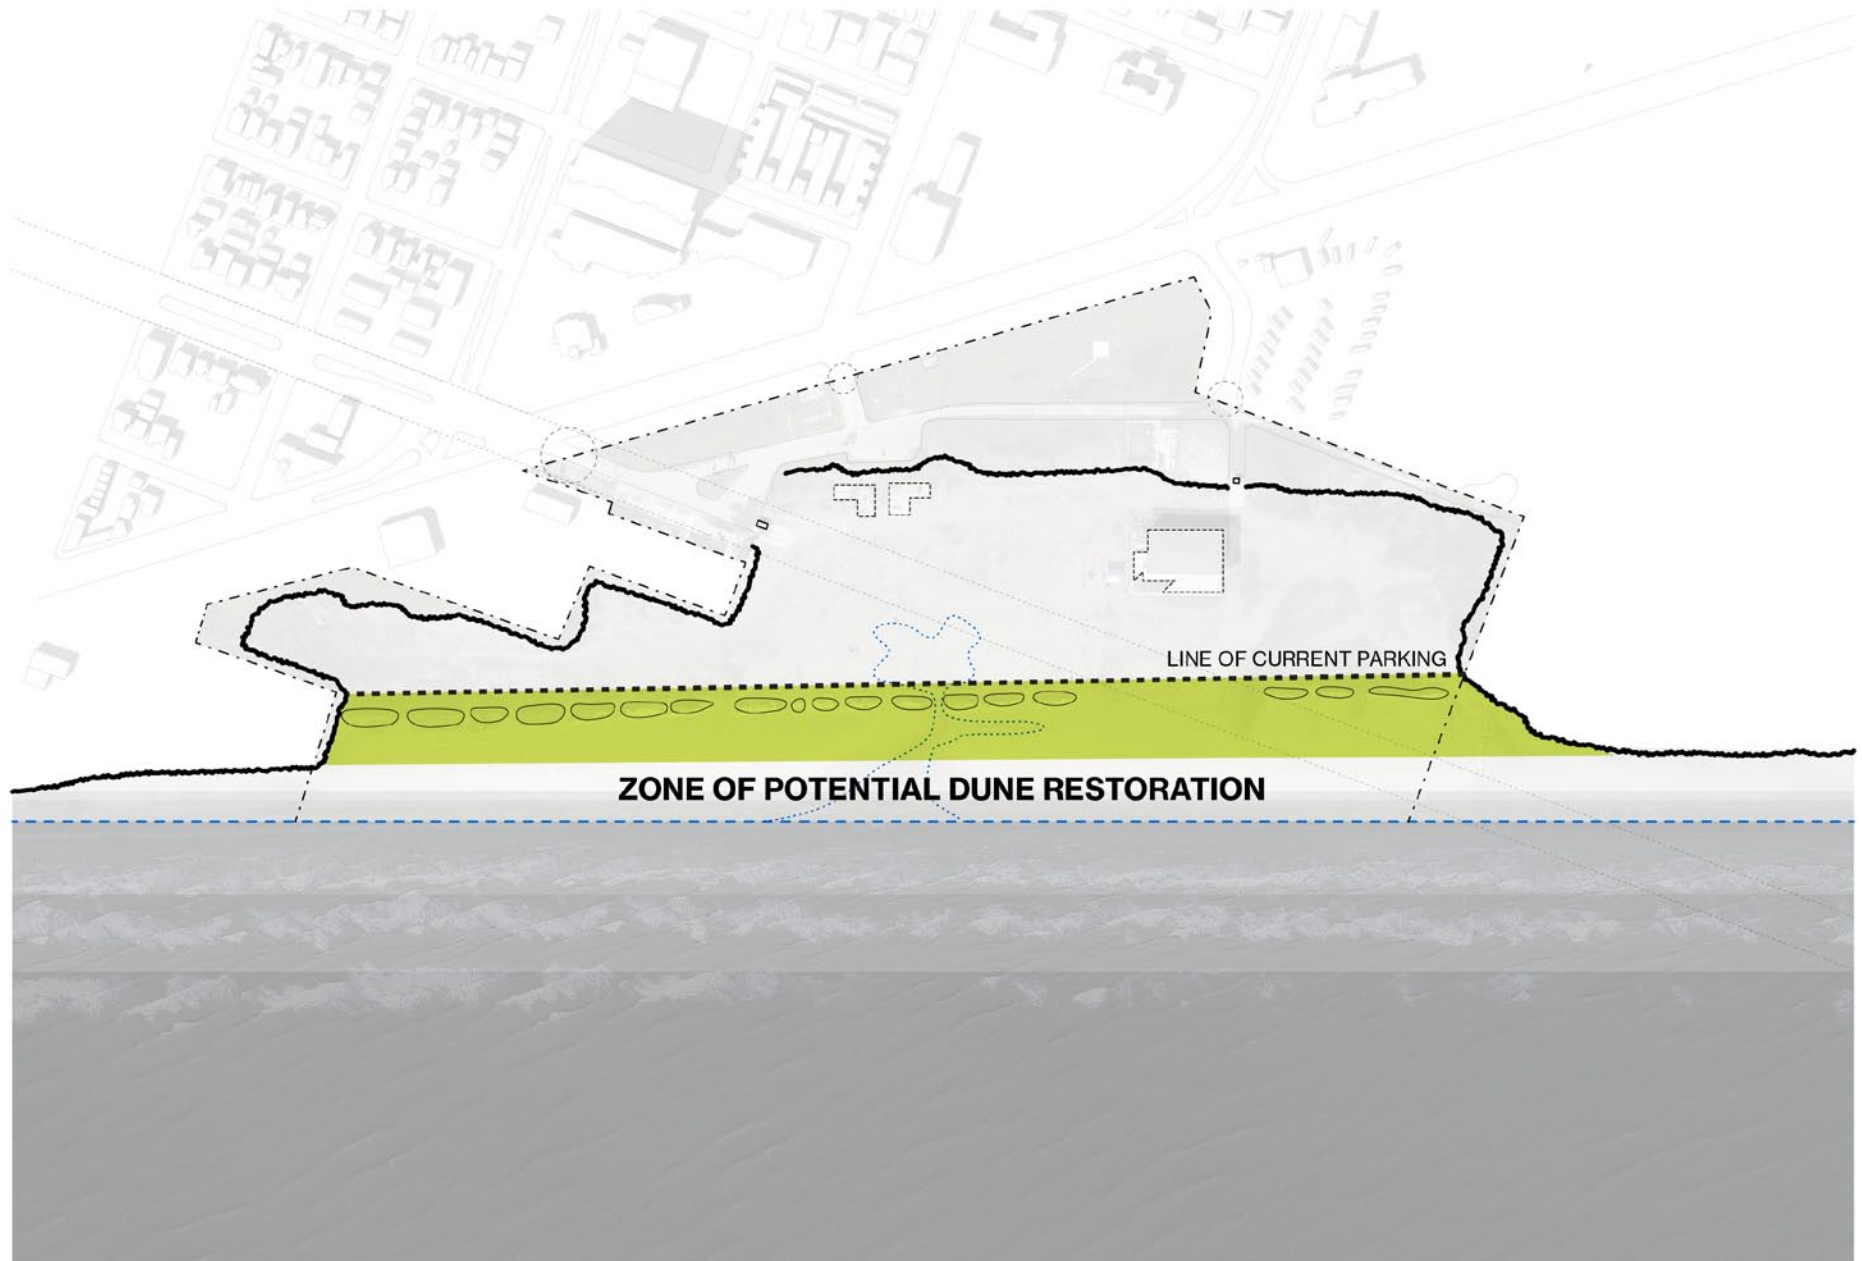 LINE OF CURRENT PARKING
ZONE OF POTENTIAL DUNE RESTORATION